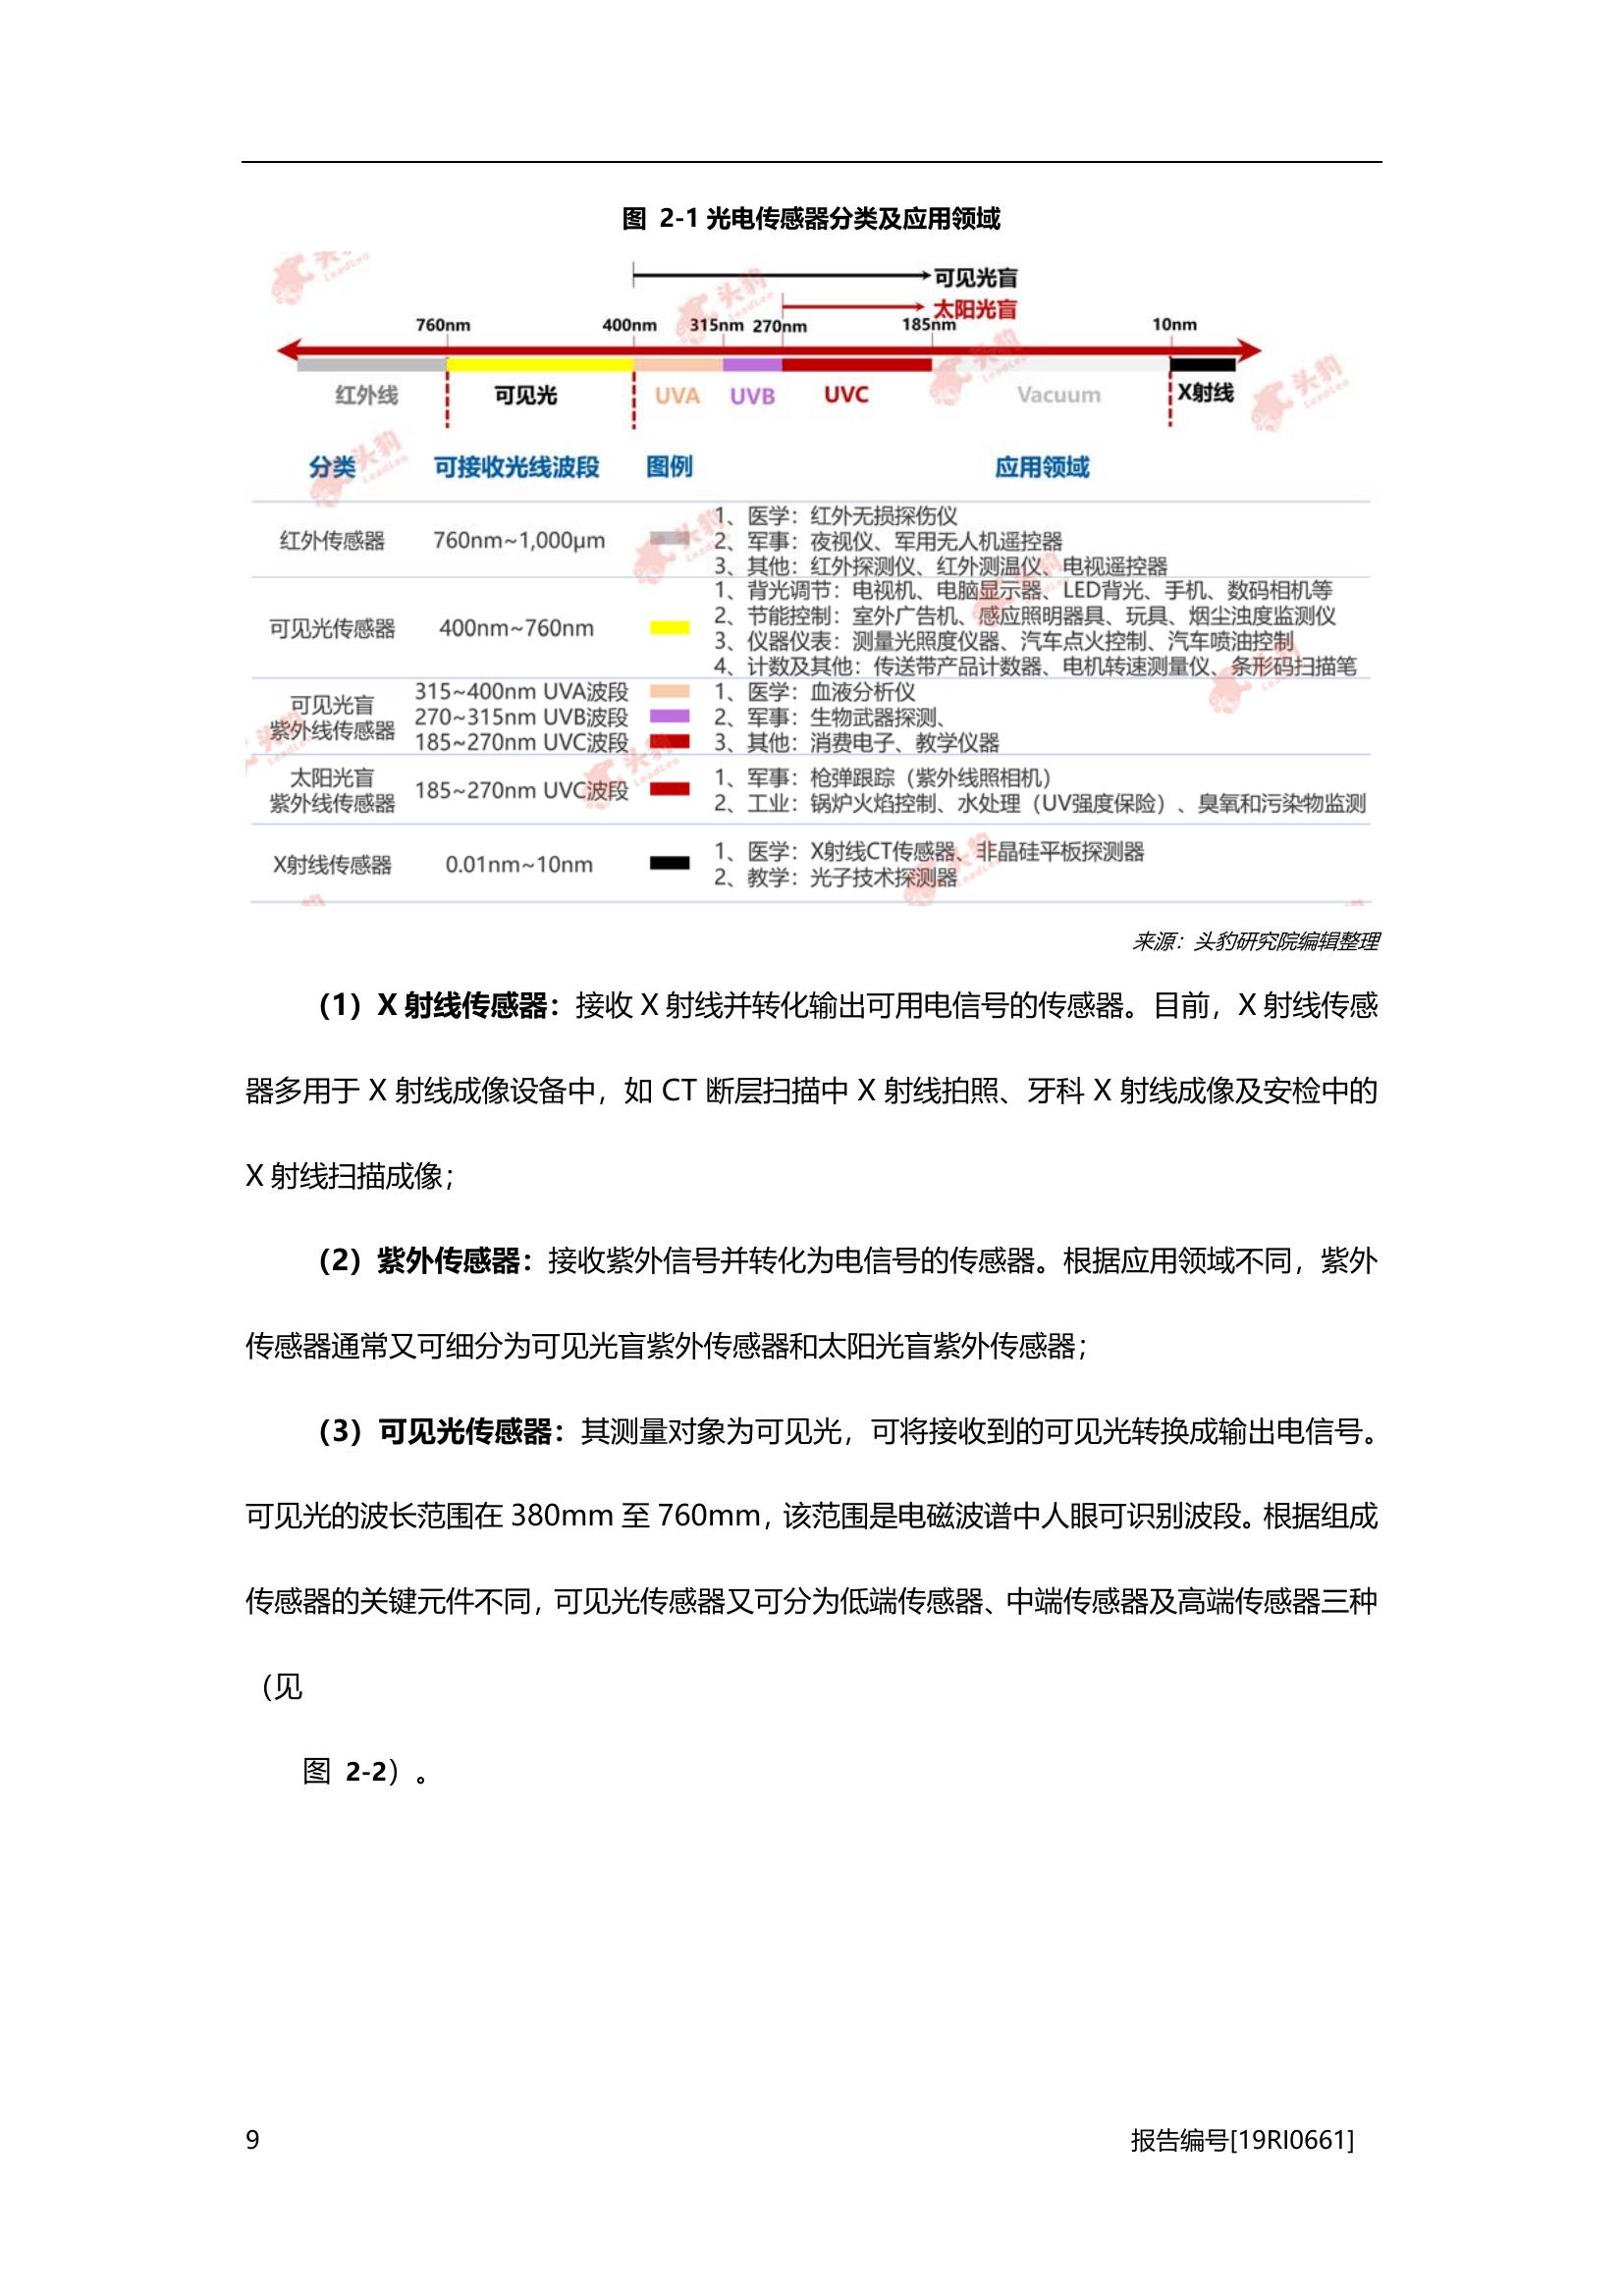 图 2-1 光电传感器分类及应用领域
可见光盲
太阳光盲
760nm 400nm 315nm 270nm 185nm 10nm
红外线 可见光 UVA UVB UVC Vacuum X射线
分类 可接收光线波段 图例 应用领域
红外传感器 760nm~1,000μm
1、医学：红外无损探伤仪
2、军事：夜视仪、军用无人机遥控器
3、其他：红外探测仪、红外测温仪、电视遥控器
可见光传感器 400nm~760nm
1、背光调节：电视机、电脑显示器、LED背光、手机、数码相机等
2、节能控制：室外广告机、感应照明器具、玩具、烟尘浊度监测仪
3、仪器仪表：测量光照度仪器、汽车点火控制、汽车喷油控制
4、计数及其他：传送带产品计数器、电机转速测量仪、条形码扫描笔
可见光盲
紫外线传感器
315~400nm UVA波段
270~315nm UVB波段
185~270nm UVC波段
1、医学：血液分析仪
2、军事：生物武器探测、
3、其他：消费电子、教学仪器
太阳光盲
紫外线传感器
185~270nm UVC波段
1、军事：枪弹跟踪（紫外线照相机）
2、工业：锅炉火焰控制、水处理（UV强度保险）、臭氧和污染物监测
X射线传感器 0.01nm~10nm
1、医学：X射线CT传感器、非晶硅平板探测器
2、教学：光子技术探测器
头豹
LeadLeo
来源：头豹研究院编辑整理
（1）X 射线传感器：接收 X 射线并转化输出可用电信号的传感器。目前，X 射线传感
器多用于 X 射线成像设备中，如 CT 断层扫描中 X 射线拍照、牙科 X 射线成像及安检中的
X 射线扫描成像；
（2）紫外传感器：接收紫外信号并转化为电信号的传感器。根据应用领域不同，紫外
传感器通常又可细分为可见光盲紫外传感器和太阳光盲紫外传感器；
（3）可见光传感器：其测量对象为可见光，可将接收到的可见光转换成输出电信号。
可见光的波长范围在 380mm 至 760mm，该范围是电磁波谱中人眼可识别波段。根据组成
传感器的关键元件不同，可见光传感器又可分为低端传感器、中端传感器及高端传感器三种
（见
图 2-2）。
9 报告编号[19RI0661]